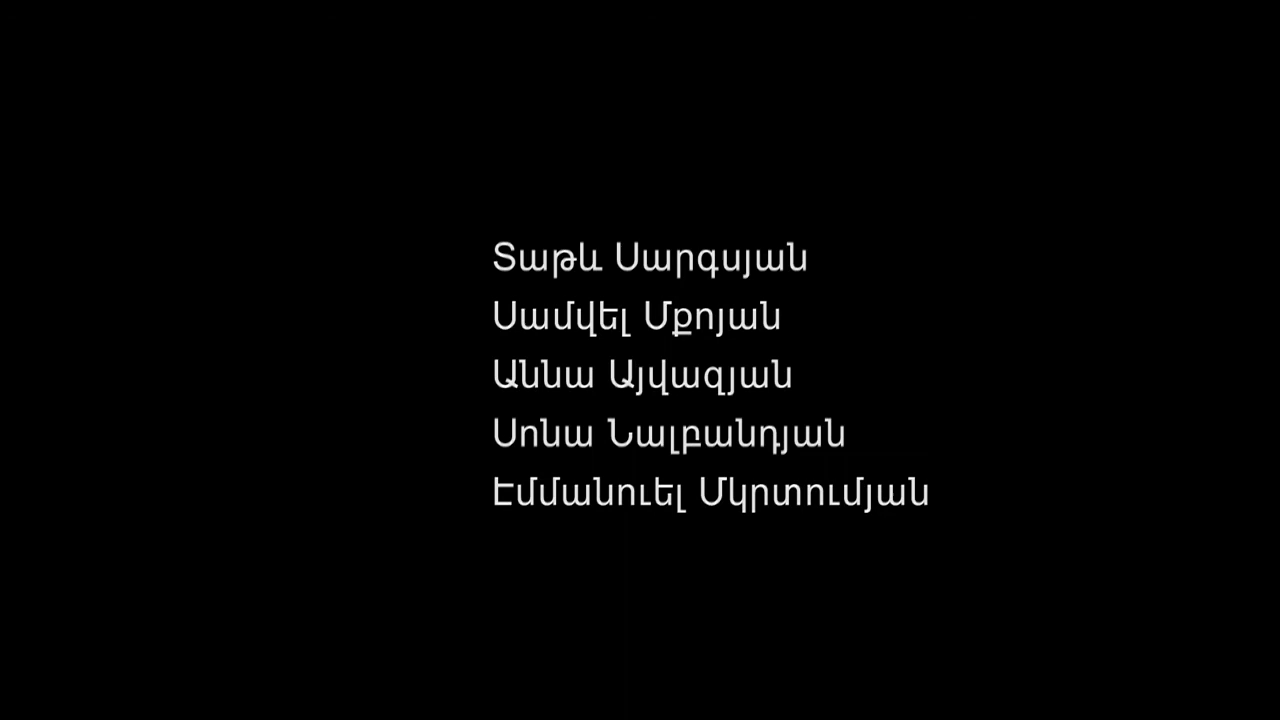 Տաթև Սարգսյան
Սամվել Մքոյան
Աննա Այվազյան
Սոնա Նալբանդյան
Էմմանուել Մկրտումյան